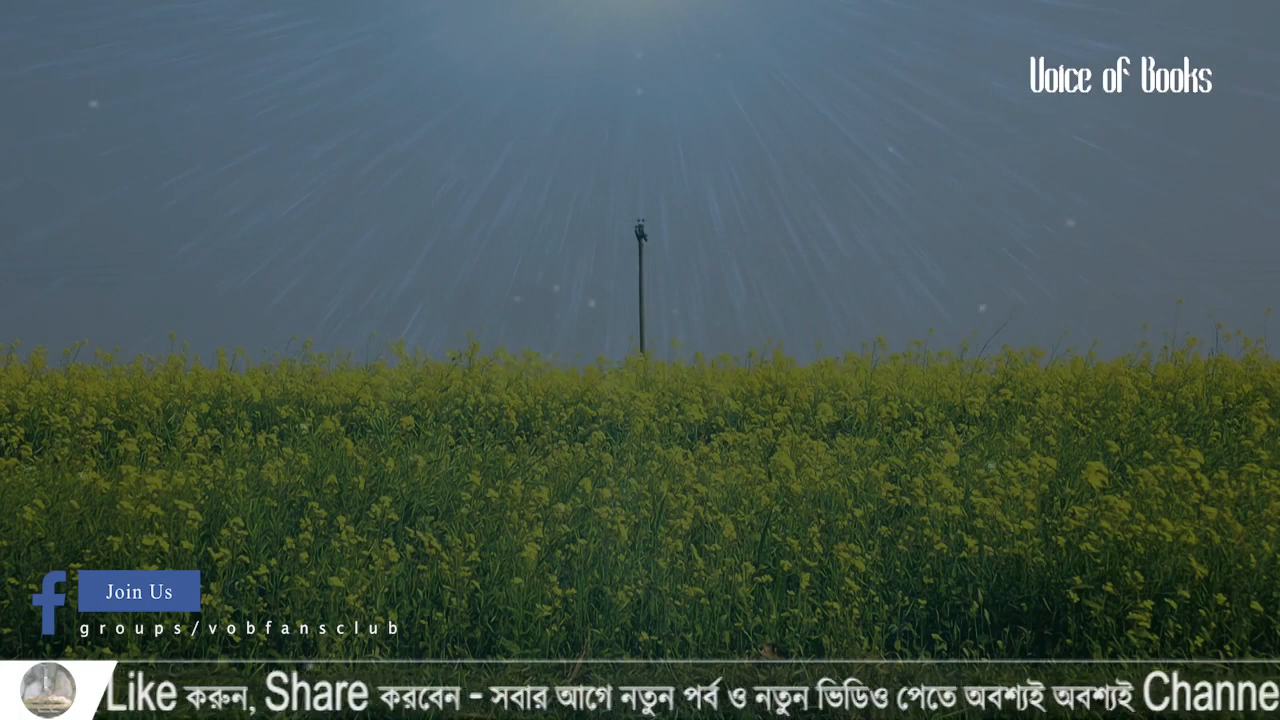 Voice of Books
Join Us
groups/vobfansclub
Like করুন, Share করবেন - সবার আগে নতুন পর্ব ও নতুন ভিডিও পেতে অবশ্যই অবশ্যই Channe